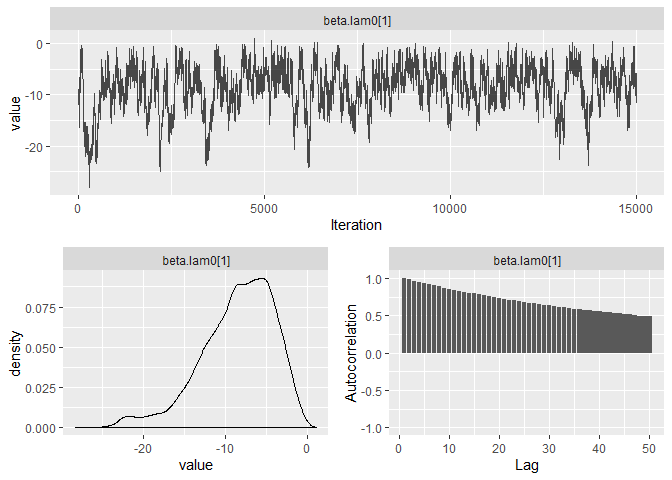 beta.lam0[1]
0
-10
-20
value
0
5000
10000
15000
Iteration
beta.lam0[1]
0.075
0.050
0.025
0.000
density
-20
-10
0
value
beta.lam0[1]
1.0
0.5
0.0
-0.5
-1.0
Autocorrelation
0
10
20
30
40
50
Lag